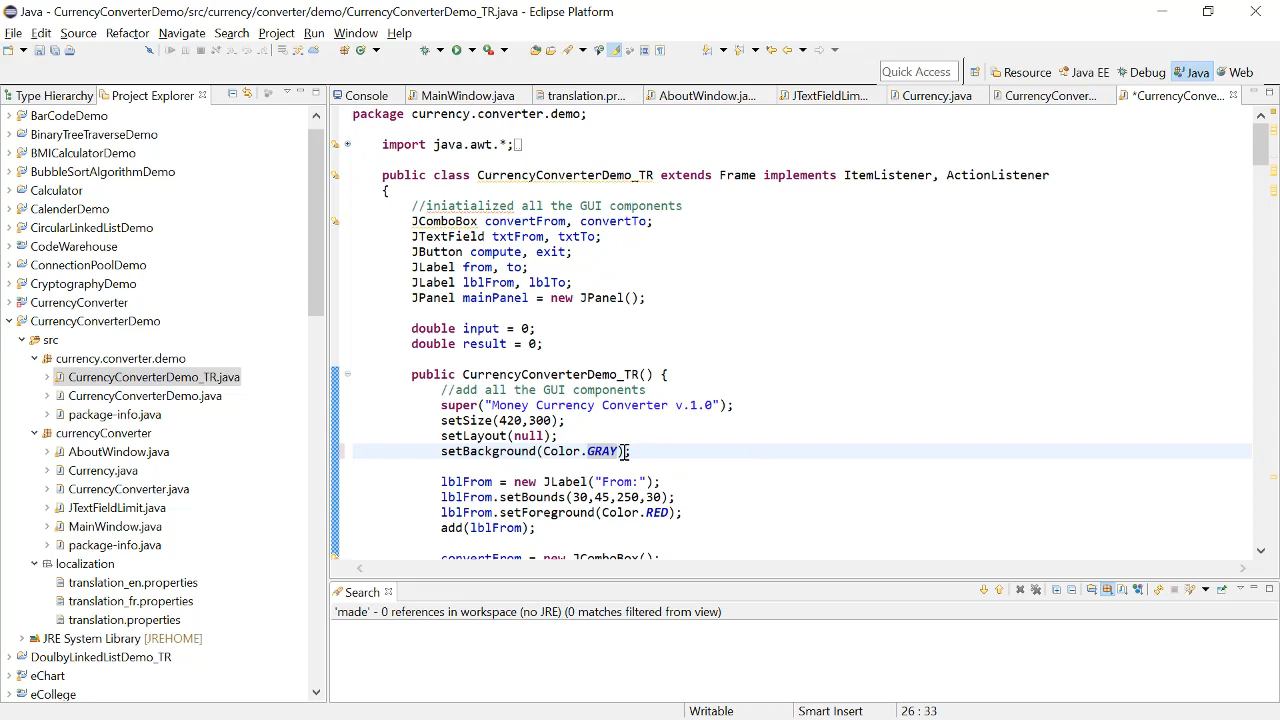 Java - CurrencyConverterDemo/src/currency/converter/demo/CurrencyConverterDemo_TR.java - Eclipse Platform
File Edit Source Refactor Navigate Search Project Run Window Help
Quick Access Resource Java EE Debug Java Web
Type Hierarchy Project Explorer
BarCodeDemo
BinaryTreeTraverseDemo
BMICalculatorDemo
BubbleSortAlgorithmDemo
Calculator
CalenderDemo
CircularLinkedListDemo
CodeWarehouse
ConnectionPoolDemo
CryptographyDemo
CurrencyConverter
CurrencyConverterDemo
src
currency.converter.demo
CurrencyConverterDemo_TR.java
CurrencyConverterDemo.java
package-info.java
currencyConverter
AboutWindow.java
Currency.java
CurrencyConverter.java
JTextFieldLimit.java
MainWindow.java
package-info.java
localization
translation_en.properties
translation_fr.properties
translation.properties
JRE System Library [JREHOME]
DoulbyLinkedListDemo_TR
eChart
eCollege
Console MainWindow.java translation.pr... AboutWindow.ja... JTextFieldLim... Currency.java CurrencyConver... *CurrencyConve...
package currency.converter.demo;
import java.awt.*;
public class CurrencyConverterDemo_TR extends Frame implements ItemListener, ActionListener
{
//iniatialized all the GUI components
JComboBox convertFrom, convertTo;
JTextField txtFrom, txtTo;
JButton compute, exit;
JLabel from, to;
JLabel lblFrom, lblTo;
JPanel mainPanel = new JPanel();
double input = 0;
double result = 0;
public CurrencyConverterDemo_TR() {
//add all the GUI components
super("Money Currency Converter v.1.0");
setSize(420,300);
setLayout(null);
setBackground(Color.GRAY);
lblFrom = new JLabel("From:");
lblFrom.setBounds(30,45,250,30);
lblFrom.setForeground(Color.RED);
add(lblFrom);
convertFrom = new JComboBox();
Search
'made' - 0 references in workspace (no JRE) (0 matches filtered from view)
Writable Smart Insert 26 : 33